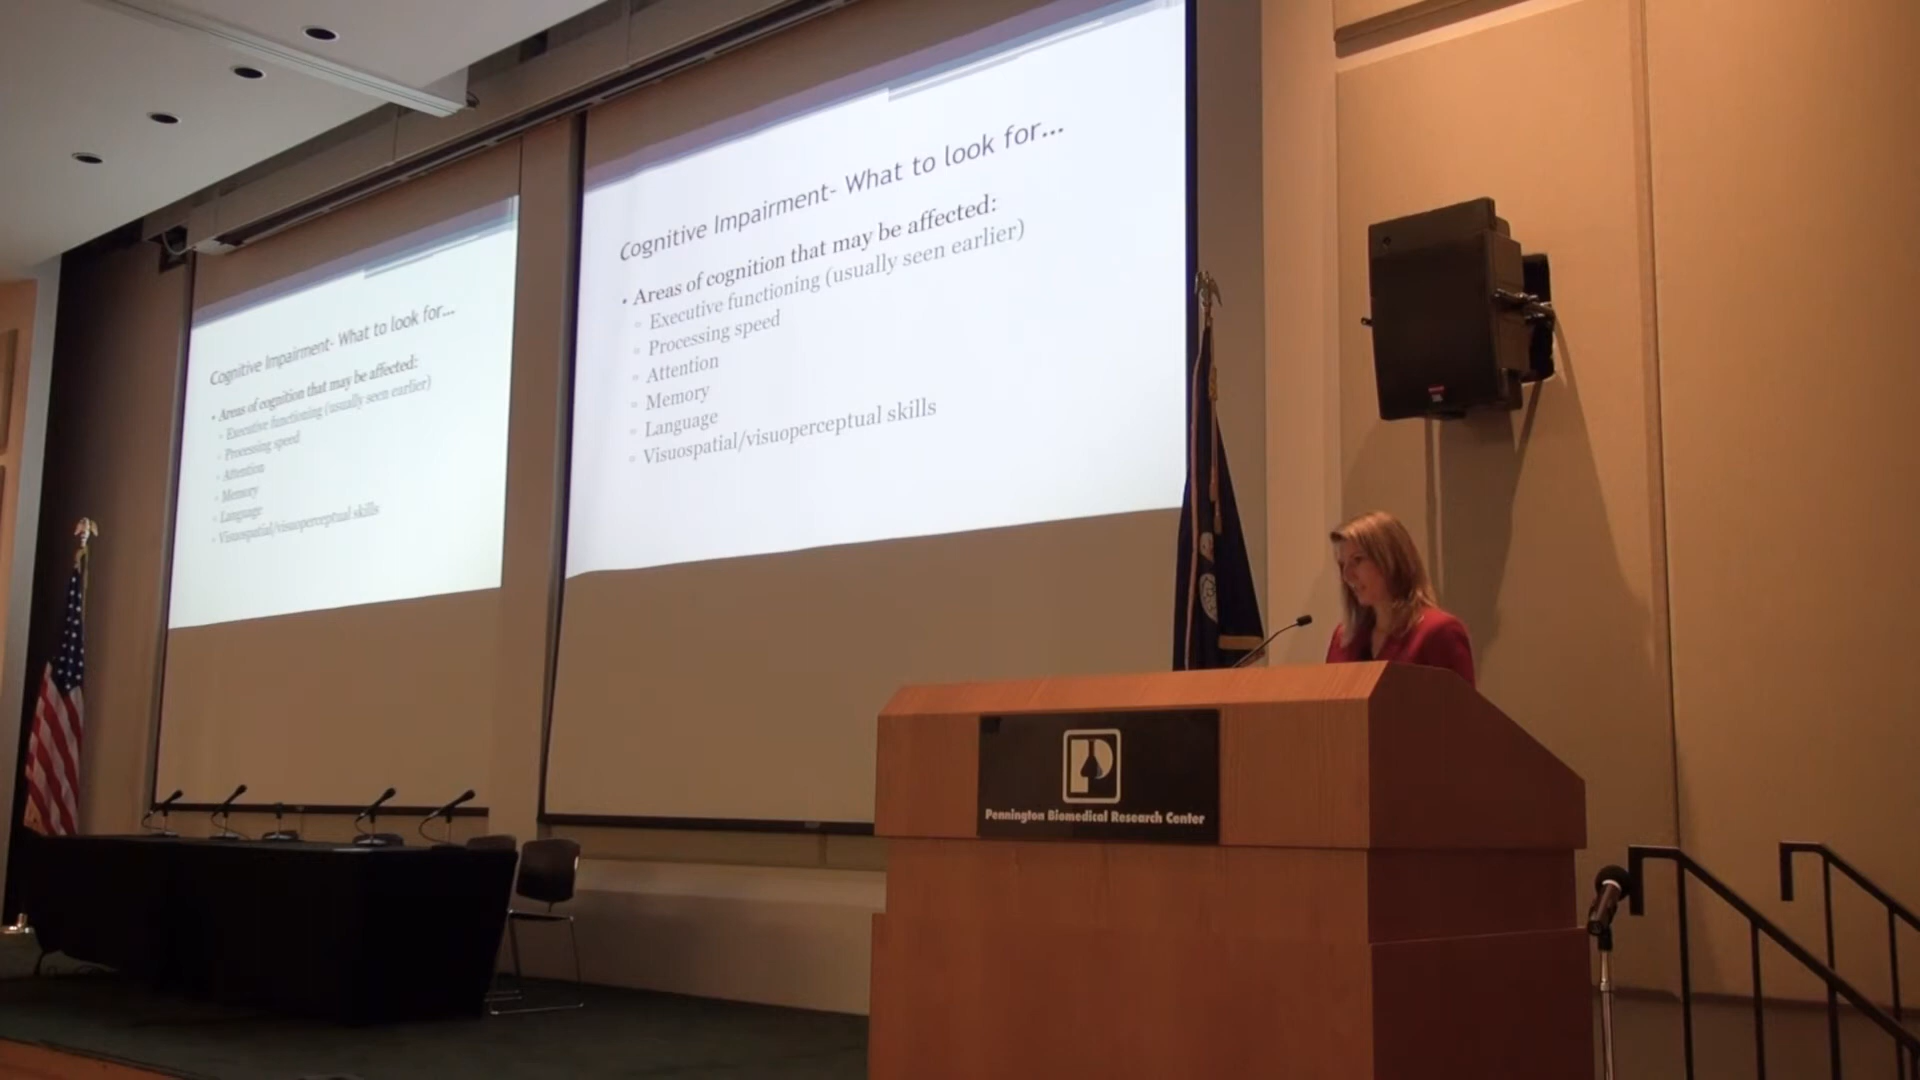 Cognitive Impairment- What to look for...
• Areas of cognition that may be affected:
▫ Executive functioning (usually seen earlier)
▫ Processing speed
▫ Attention
▫ Memory
▫ Language
▫ Visuospatial/visuoperceptual skills
Cognitive Impairment- What to look for...
• Areas of cognition that may be affected:
▫ Executive functioning (usually seen earlier)
▫ Processing speed
▫ Attention
▫ Memory
▫ Language
▫ Visuospatial/visuoperceptual skills
P
Pennington Biomedical Research Center